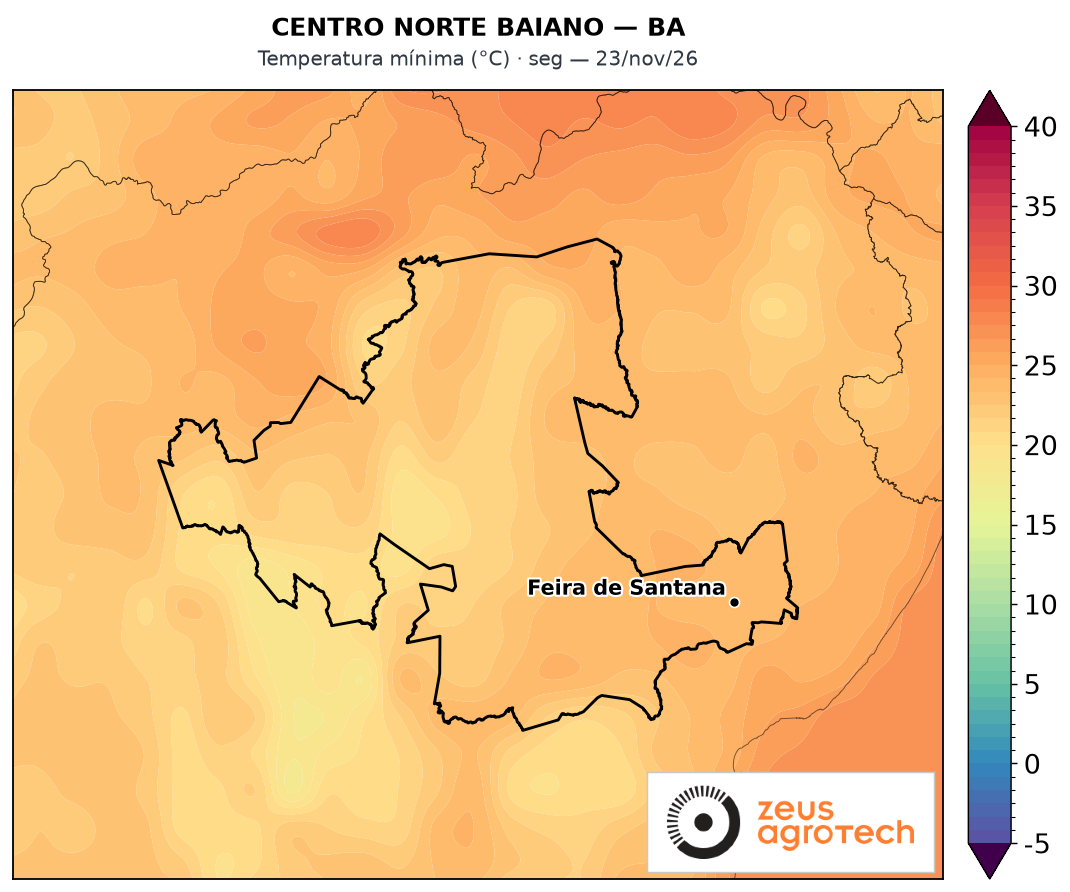 CENTRO NORTE BAIANO — BA
Temperatura mínima (°C) · seg — 23/nov/26
40
35
30
25
20
15
10
5
0
-5
Feira de Santana
zeus
agrotech